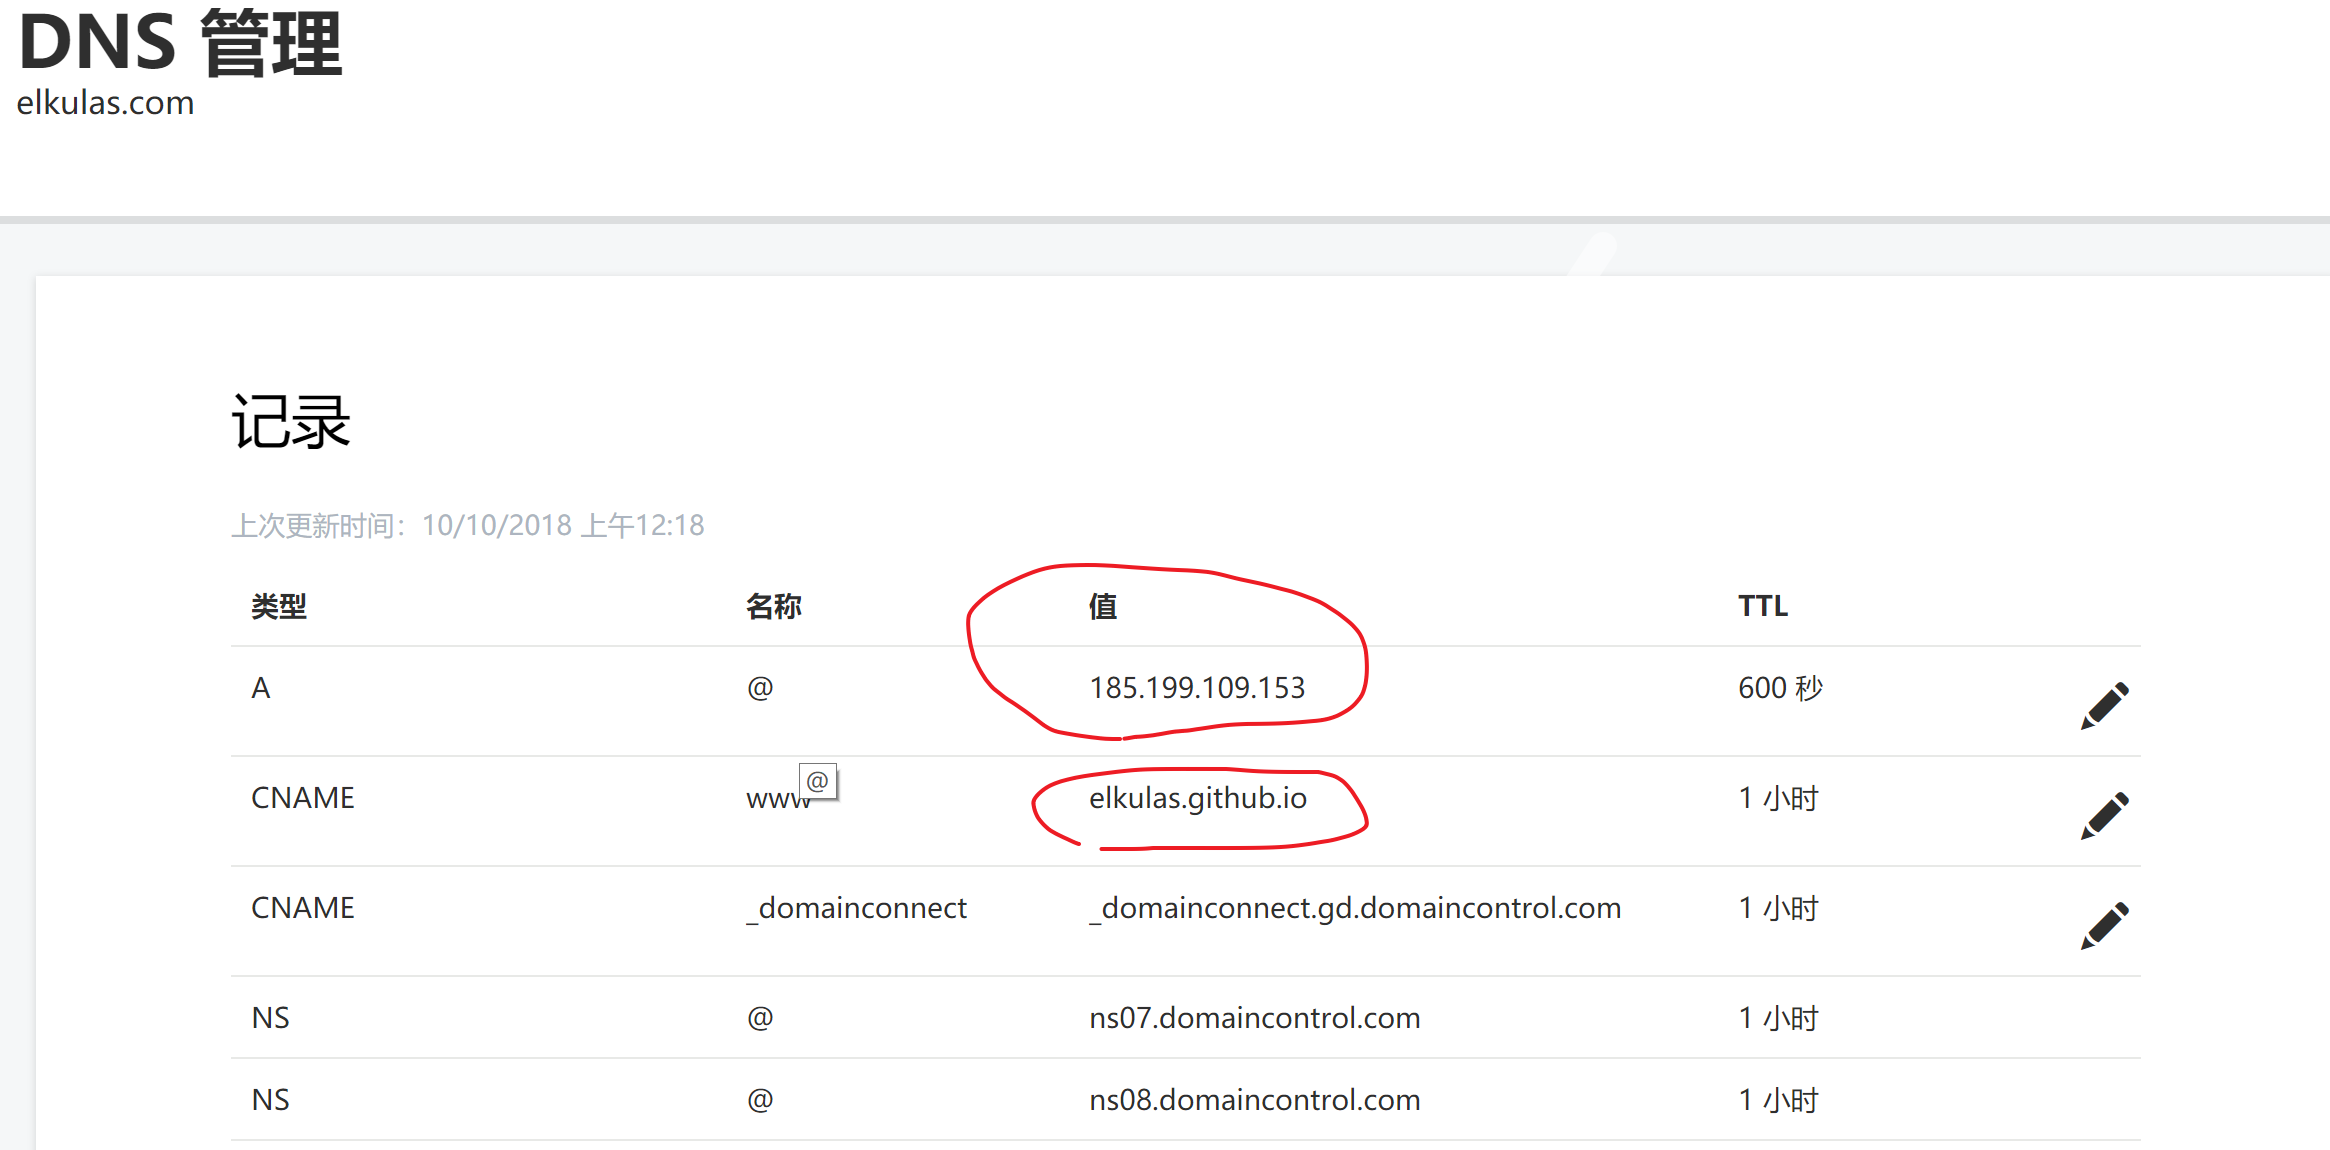 DNS 管理
elkulas.com
记录
上次更新时间：10/10/2018 上午12:18
类型 名称 值 TTL
A @ 185.199.109.153 600 秒
@
CNAME www elkulas.github.io 1 小时
CNAME _domainconnect _domainconnect.gd.domaincontrol.com 1 小时
NS @ ns07.domaincontrol.com 1 小时
NS @ ns08.domaincontrol.com 1 小时